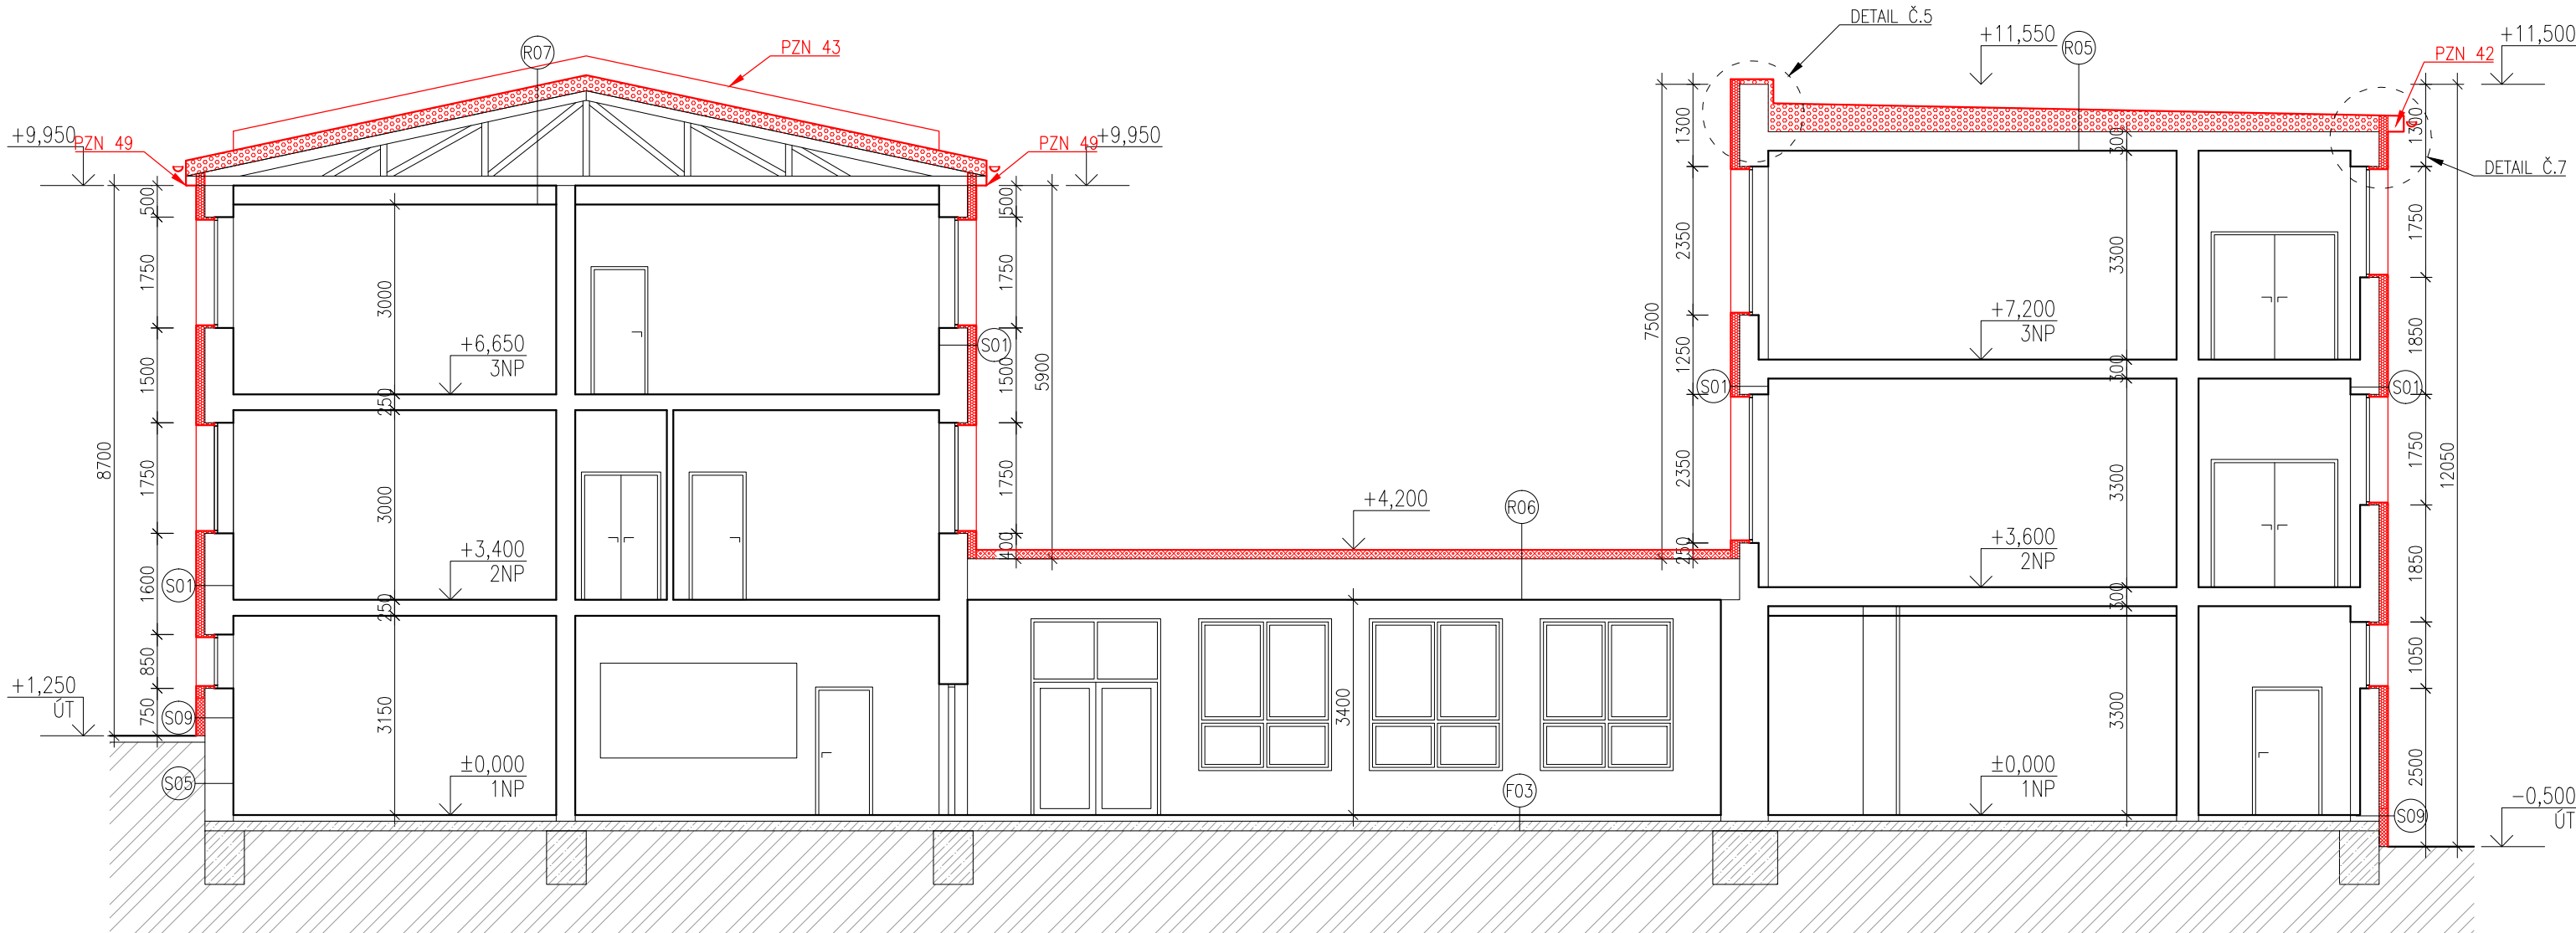 DETAIL Č.5
+11,550
R05
+11,500
PZN 42
PZN 43
R07
+9,950
PZN 49
PZN 49
+9,950
DETAIL Č.7
1300
300
1300
500
500
1750
3000
1750
2350
3300
1750
+6,650
3NP
S01
+7,200
3NP
7500
1500
250
1500
5900
1250
300
1850
S01
S01
8700
1750
3000
1750
2350
3300
1750
12050
+4,200
R06
+3,400
2NP
400
250
+3,600
2NP
S01
1600
250
300
1850
850
1050
+1,250
ÚT
S09
750
3150
3400
3300
2500
±0,000
1NP
±0,000
1NP
S05
F03
-0,500
ÚT
S09